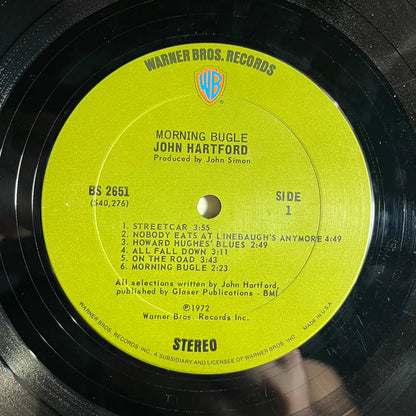 WARNER BROS. RECORDS
WB
MORNING BUGLE
JOHN HARTFORD
Produced by John Simon
BS 2651
(S40,276)
SIDE
1
1. STREETCAR 3:55
2. NOBODY EATS AT LINEBAUGH'S ANYMORE 4:49
3. HOWARD HUGHES' BLUES 2:49
4. ALL FALL DOWN 3:11
5. ON THE ROAD 3:43
6. MORNING BUGLE 2:23
All selections written by John Hartford,
published by Glaser Publications - BMI
Ⓟ1972
Warner Bros. Records Inc.
STEREO
WARNER BROS. RECORDS INC., A SUBSIDIARY AND LICENSEE OF WARNER BROS. INC. MADE IN U.S.A.